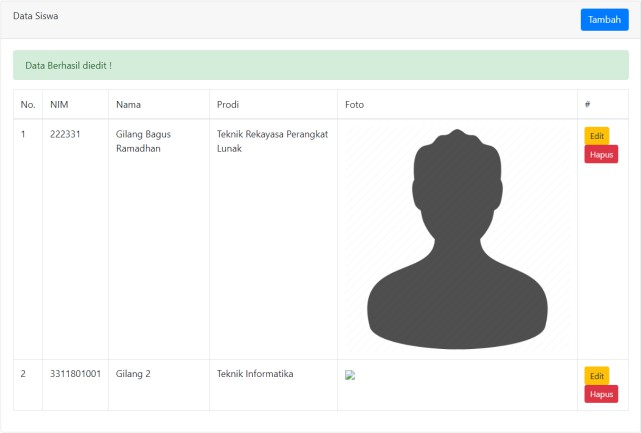 Data Siswa
Tambah
Data Berhasil diedit !
No. NIM Nama Prodi Foto #
1 222331 Gilang Bagus Teknik Rekayasa Perangkat Edit
Ramadhan Lunak Hapus
2 3311801001 Gilang 2 Teknik Informatika Edit
Hapus